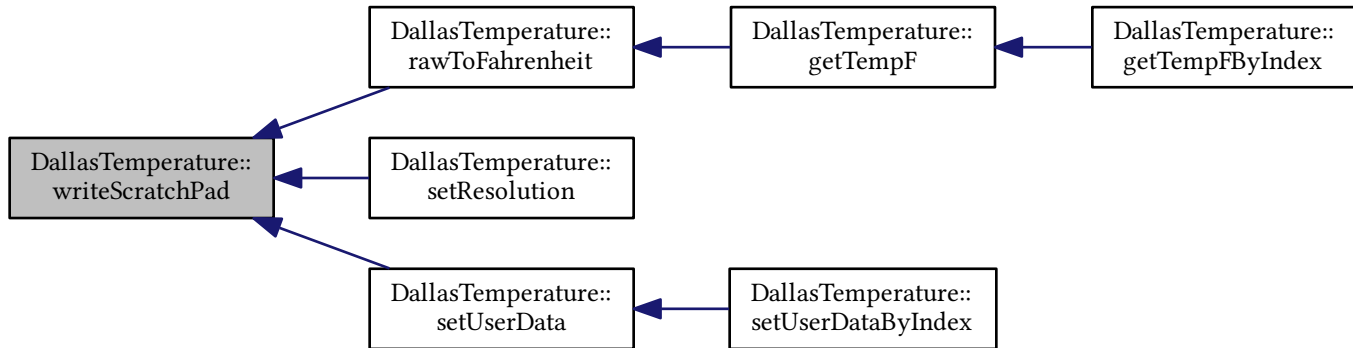 DallasTemperature::
rawToFahrenheit
DallasTemperature::
getTempF
DallasTemperature::
getTempFByIndex
DallasTemperature::
writeScratchPad
DallasTemperature::
setResolution
DallasTemperature::
setUserData
DallasTemperature::
setUserDataByIndex